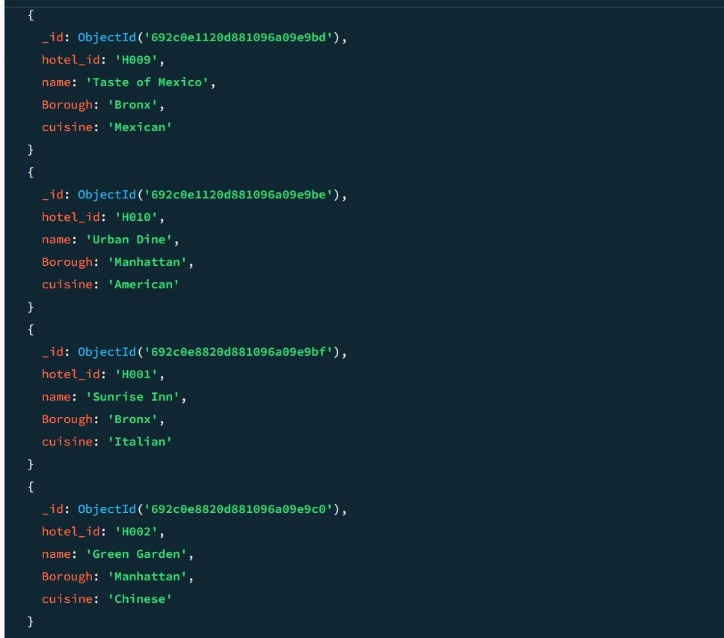 {
_id: ObjectId('692c0e1120d881096a09e9bd'),
hotel_id: 'H009',
name: 'Taste of Mexico',
Borough: 'Bronx',
cuisine: 'Mexican'
}
{
_id: ObjectId('692c0e1120d881096a09e9be'),
hotel_id: 'H010',
name: 'Urban Dine',
Borough: 'Manhattan',
cuisine: 'American'
}
{
_id: ObjectId('692c0e8820d881096a09e9bf'),
hotel_id: 'H001',
name: 'Sunrise Inn',
Borough: 'Bronx',
cuisine: 'Italian'
}
{
_id: ObjectId('692c0e8820d881096a09e9c0'),
hotel_id: 'H002',
name: 'Green Garden',
Borough: 'Manhattan',
cuisine: 'Chinese'
}